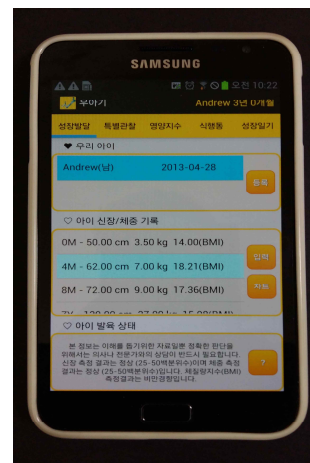 SAMSUNG
오전 10:22
우아기 Andrew 3년 0개월
성장발달 특별관찰 영양지수 식행동 성장일기
♥ 우리 아이
Andrew(남) 2013-04-28
등록
♡ 아이 신장/체중 기록
0M - 50.00 cm 3.50 kg 14.00(BMI)
입력
4M - 62.00 cm 7.00 kg 18.21(BMI)
차트
8M - 72.00 cm 9.00 kg 17.36(BMI)
♡ 아이 발육 상태
본 정보는 이해를 돕기위한 자료일뿐 정확한 판단을
위해서는 의사나 전문가와의 상담이 반드시 필요합니다.
신장 측정 결과는 정상 (25-50백분위수)이며 체중 측정
결과는 정상 (25-50백분위수)입니다. 체질량지수(BMI)
측정결과는 비만경향입니다.
?